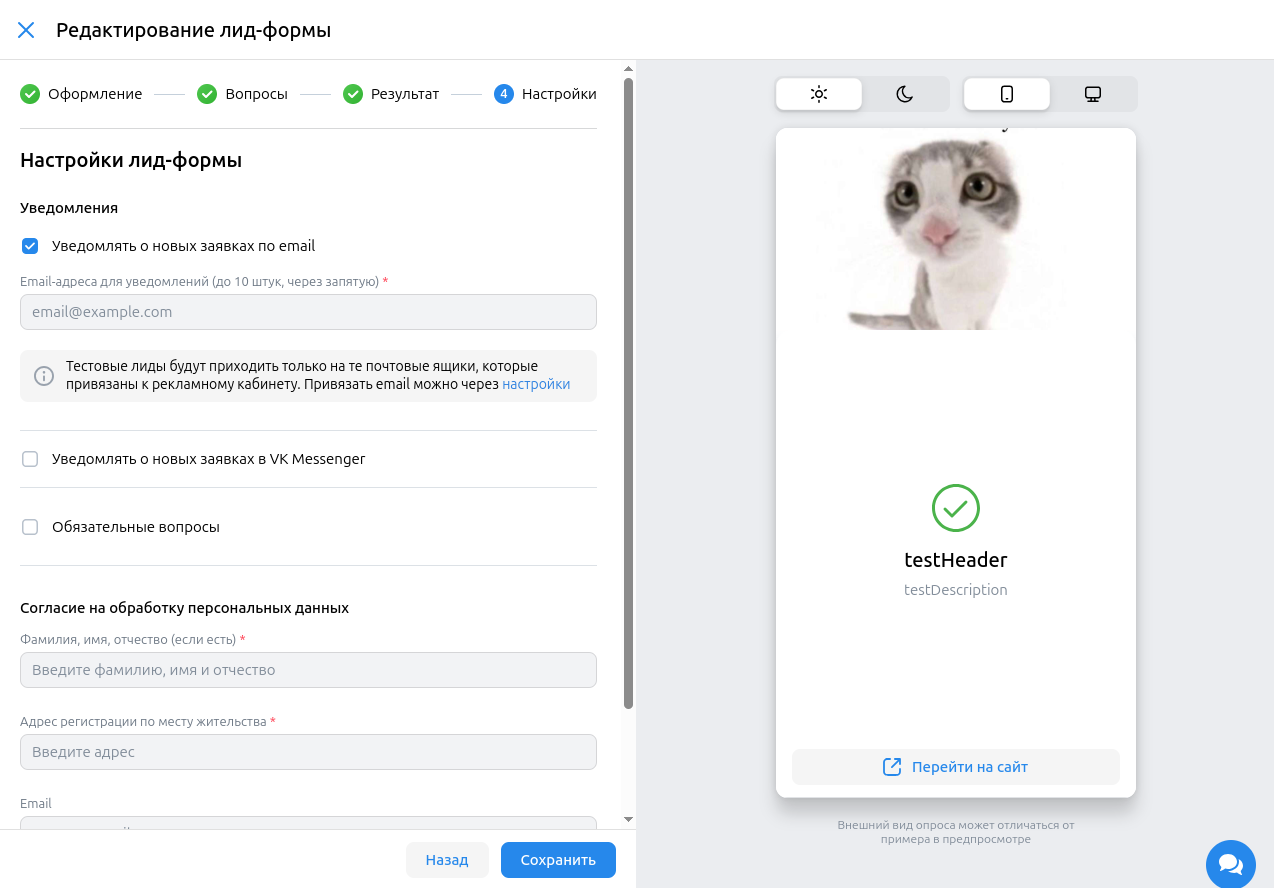 Редактирование лид-формы
Оформление
Вопросы
Результат
4
Настройки
Настройки лид-формы
Уведомления
Уведомлять о новых заявках по email
Email-адреса для уведомлений (до 10 штук, через запятую) *
email@example.com
Тестовые лиды будут приходить только на те почтовые ящики, которые
привязаны к рекламному кабинету. Привязать email можно через настройки
Уведомлять о новых заявках в VK Messenger
Обязательные вопросы
Согласие на обработку персональных данных
Фамилия, имя, отчество (если есть) *
Введите фамилию, имя и отчество
Адрес регистрации по месту жительства *
Введите адрес
Email
Назад
Сохранить
testHeader
testDescription
Перейти на сайт
Внешний вид опроса может отличаться от
примера в предпросмотре